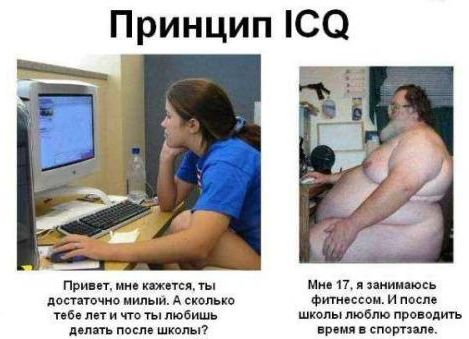 Принцип ICQ
Привет, мне кажется, ты
достаточно милый. А сколько
тебе лет и что ты любишь
делать после школы?
Мне 17, я занимаюсь
фитнессом. И после
школы люблю проводить
время в спортзале.